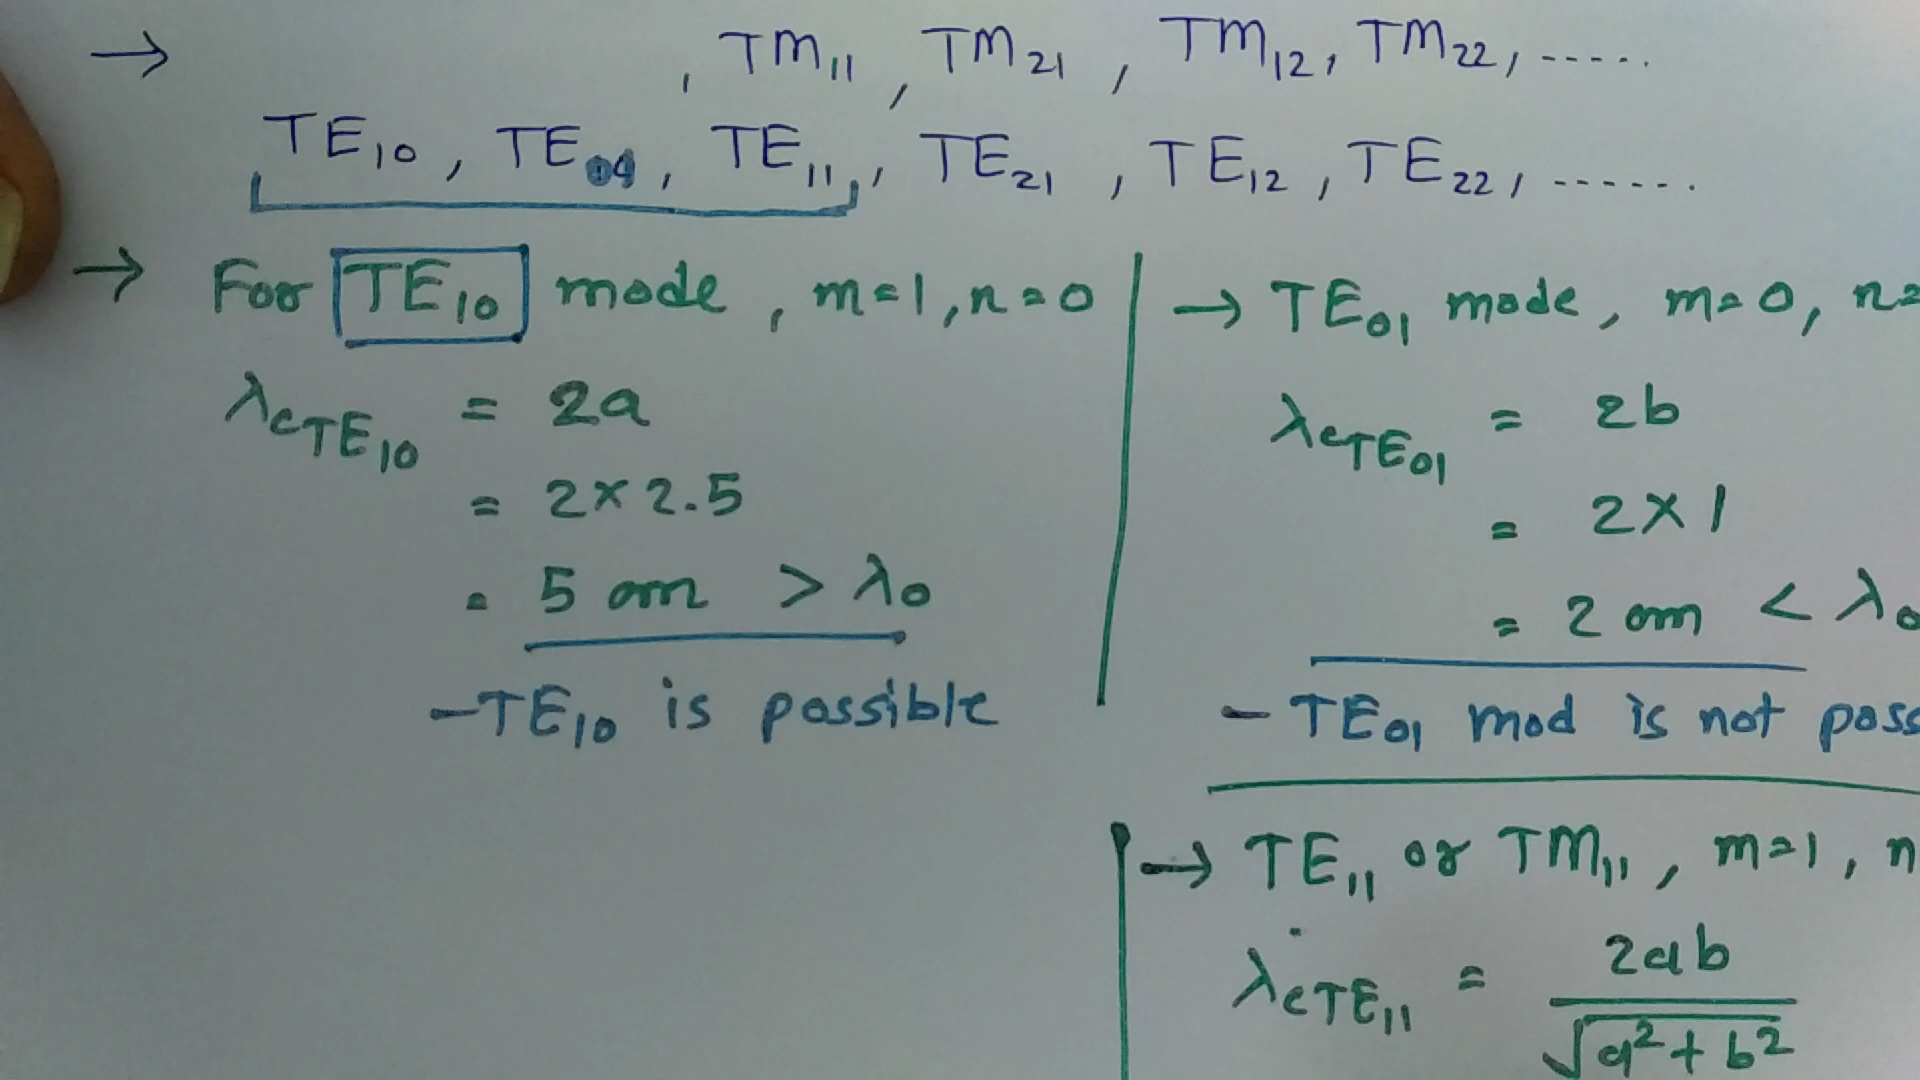 → , TM₁₁, TM₂₁, TM₁₂, TM₂₂, .....
TE₁₀, TE₀₁, TE₁₁, TE₂₁, TE₁₂, TE₂₂, ......
→ For TE₁₀ mode, m=1, n=0
λcTE₁₀ = 2a
= 2×2.5
= 5 cm > λ₀
-TE₁₀ is possible
→ TE₀₁ mode, m=0, n=
λcTE₀₁ = 2b
= 2×1
= 2 cm < λ₀
- TE₀₁ mod is not poss
→ TE₁₁ or TM₁₁, m=1, n
λcTE₁₁ = 2ab / √a²+b²